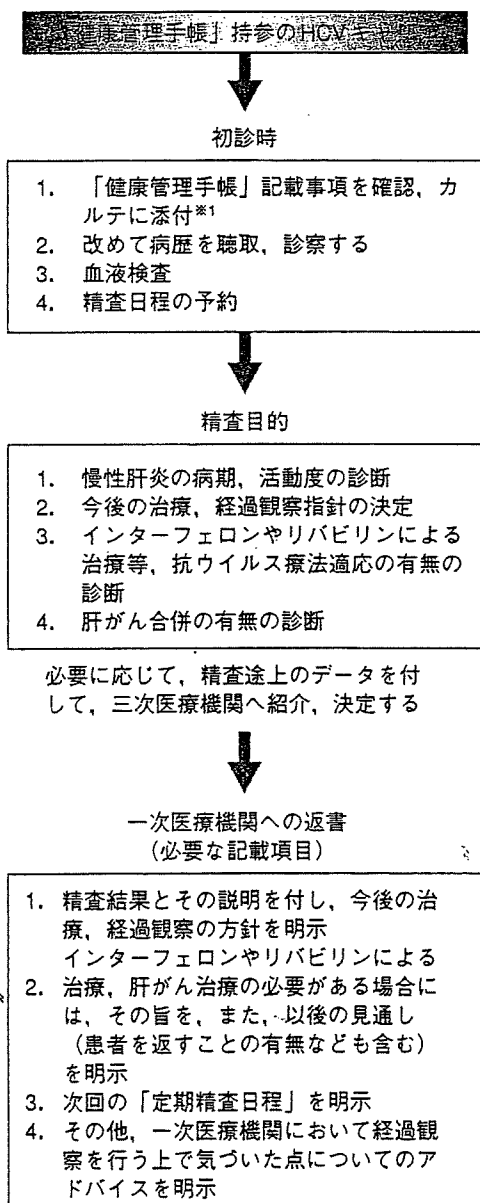 健康管理手帳」持参のHCVキャ
初診時
1. 「健康管理手帳」記載事項を確認，カ
ルテに添付※1
2. 改めて病歴を聴取，診察する
3. 血液検査
4. 精査日程の予約
精査目的
1. 慢性肝炎の病期，活動度の診断
2. 今後の治療，経過観察指針の決定
3. インターフェロンやリバビリンによる
治療等，抗ウイルス療法適応の有無の
診断
4. 肝がん合併の有無の診断
必要に応じて，精査途上のデータを付
して，三次医療機関へ紹介，決定する
一次医療機関への返書
（必要な記載項目）
1. 精査結果とその説明を付し，今後の治
療，経過観察の方針を明示
インターフェロンやリバビリンによる
2. 治療，肝がん治療の必要がある場合に
は，その旨を，また，以後の見通し
（患者を返すことの有無なども含む）
を明示
3. 次回の「定期精査日程」を明示
4. その他，一次医療機関において経過観
察を行う上で気づいた点についてのア
ドバイスを明示